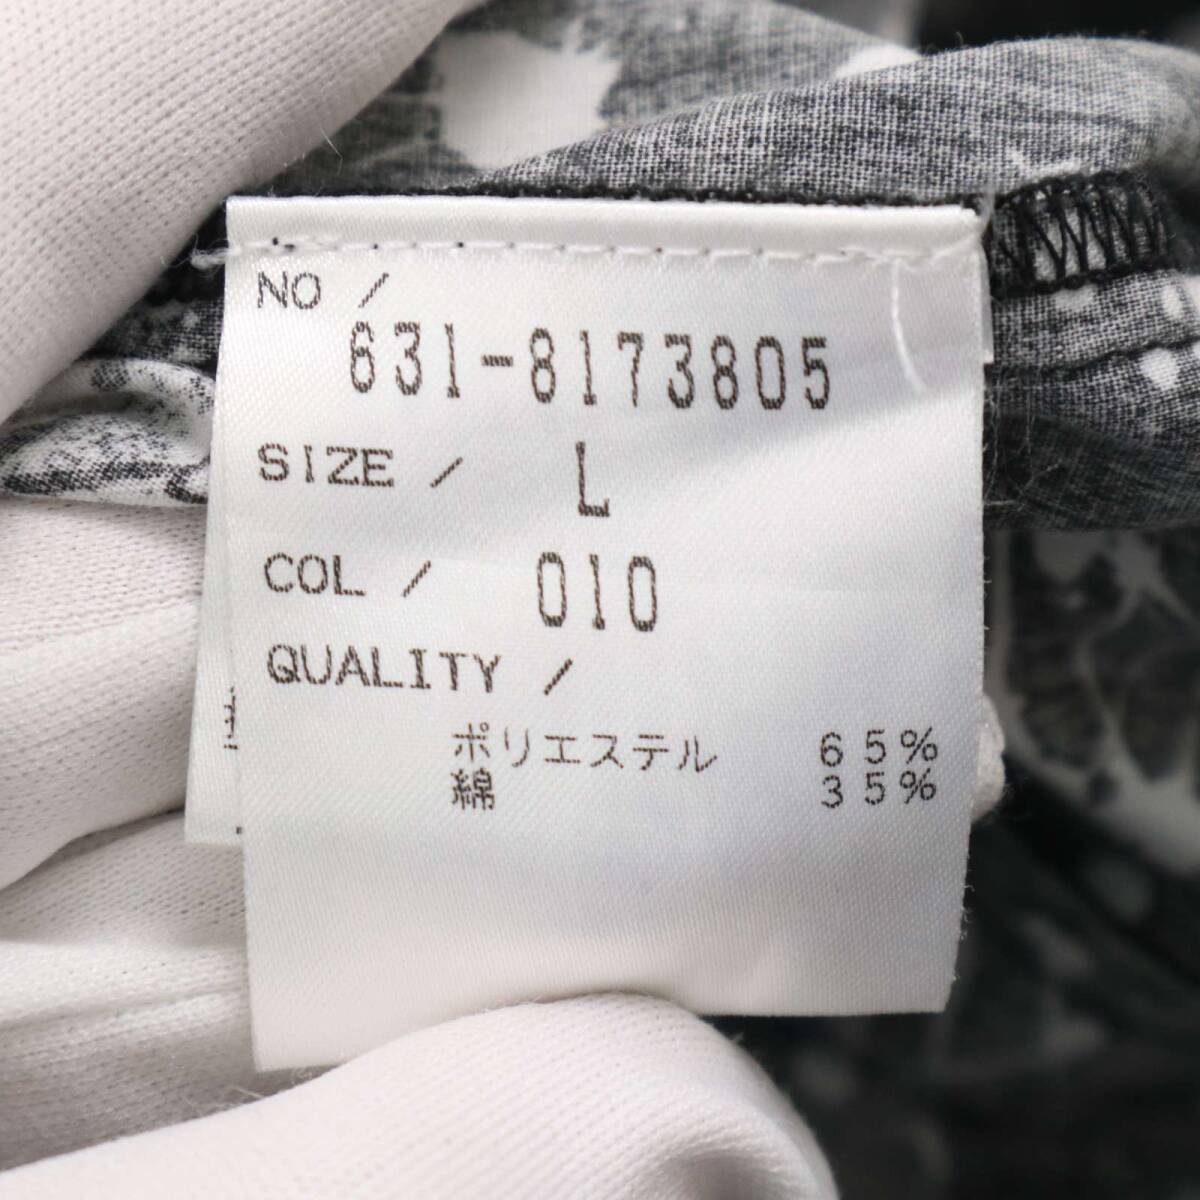 NO /
631-8173805
SIZE / L
COL / 010
QUALITY /
ポリエステル 65%
綿 35%